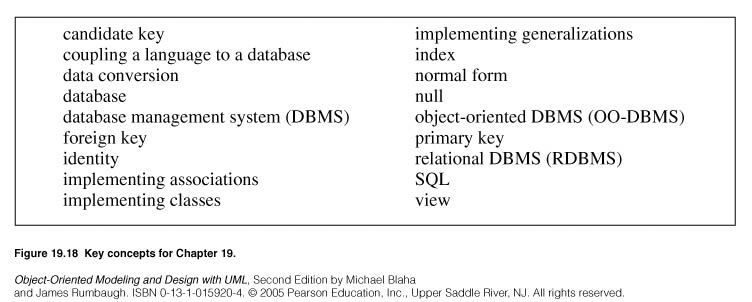 candidate key
coupling a language to a database
data conversion
database
database management system (DBMS)
foreign key
identity
implementing associations
implementing classes
implementing generalizations
index
normal form
null
object-oriented DBMS (OO-DBMS)
primary key
relational DBMS (RDBMS)
SQL
view
Figure 19.18 Key concepts for Chapter 19.
Object-Oriented Modeling and Design with UML, Second Edition by Michael Blaha
and James Rumbaugh. ISBN 0-13-1-015920-4. © 2005 Pearson Education, Inc., Upper Saddle River, NJ. All rights reserved.